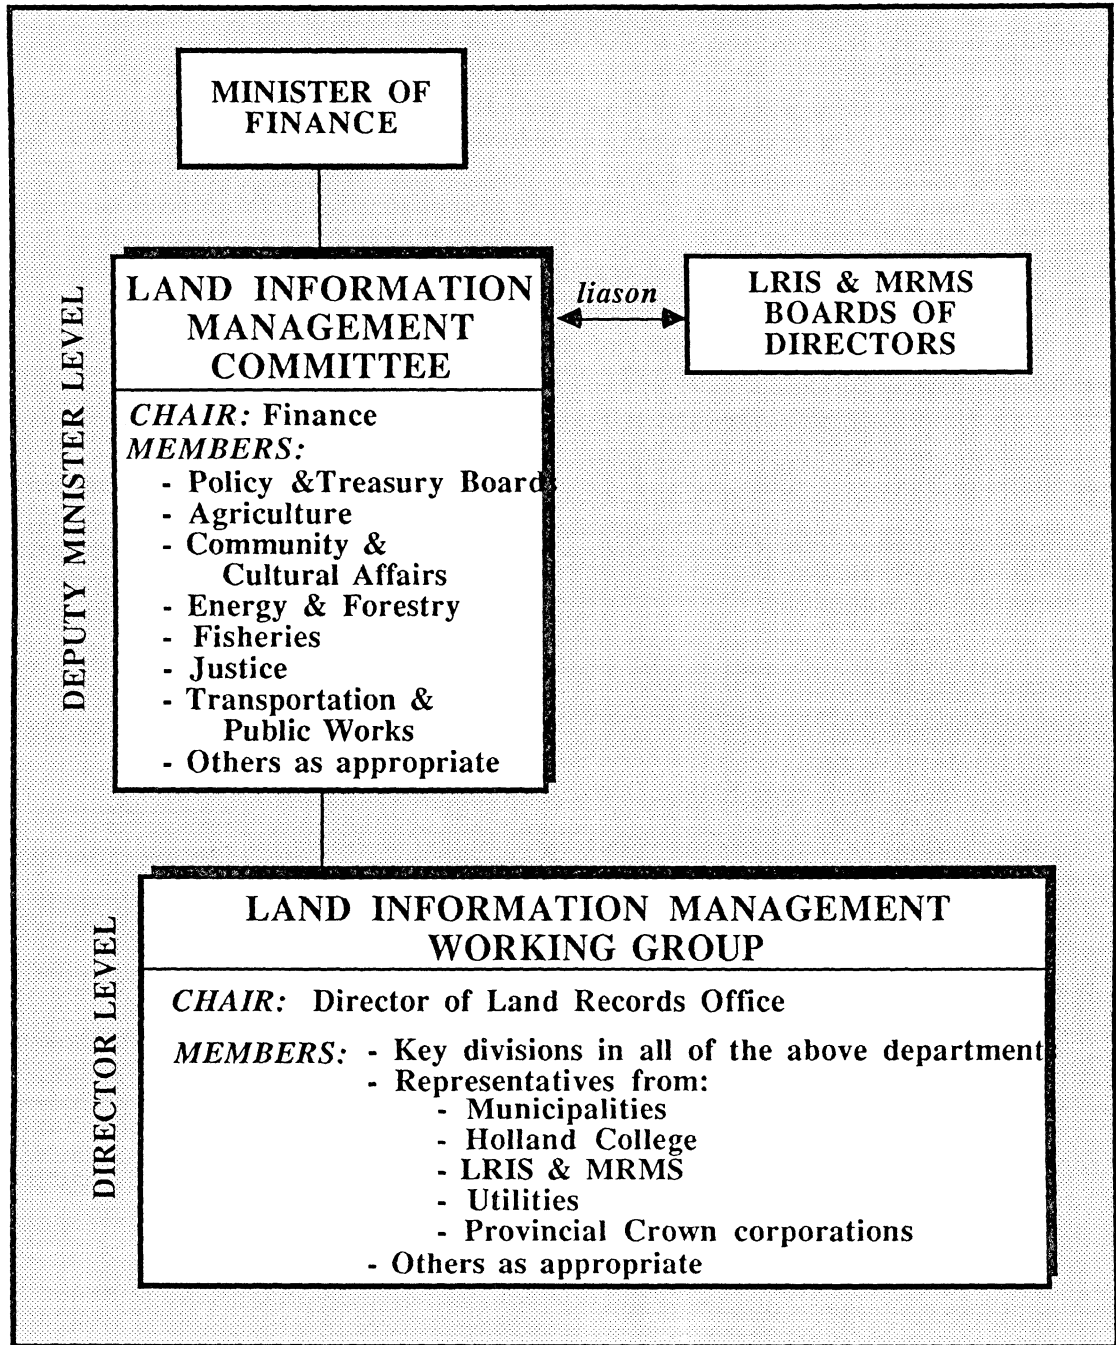 MINISTER OF
FINANCE
DEPUTY MINISTER LEVEL
LAND INFORMATION
MANAGEMENT
COMMITTEE
liason
LRIS & MRMS
BOARDS OF
DIRECTORS
CHAIR: Finance
MEMBERS:
- Policy &Treasury Board
- Agriculture
- Community &
Cultural Affairs
- Energy & Forestry
- Fisheries
- Justice
- Transportation &
Public Works
- Others as appropriate
DIRECTOR LEVEL
LAND INFORMATION MANAGEMENT
WORKING GROUP
CHAIR: Director of Land Records Office
MEMBERS: - Key divisions in all of the above department
- Representatives from:
- Municipalities
- Holland College
- LRIS & MRMS
- Utilities
- Provincial Crown corporations
- Others as appropriate